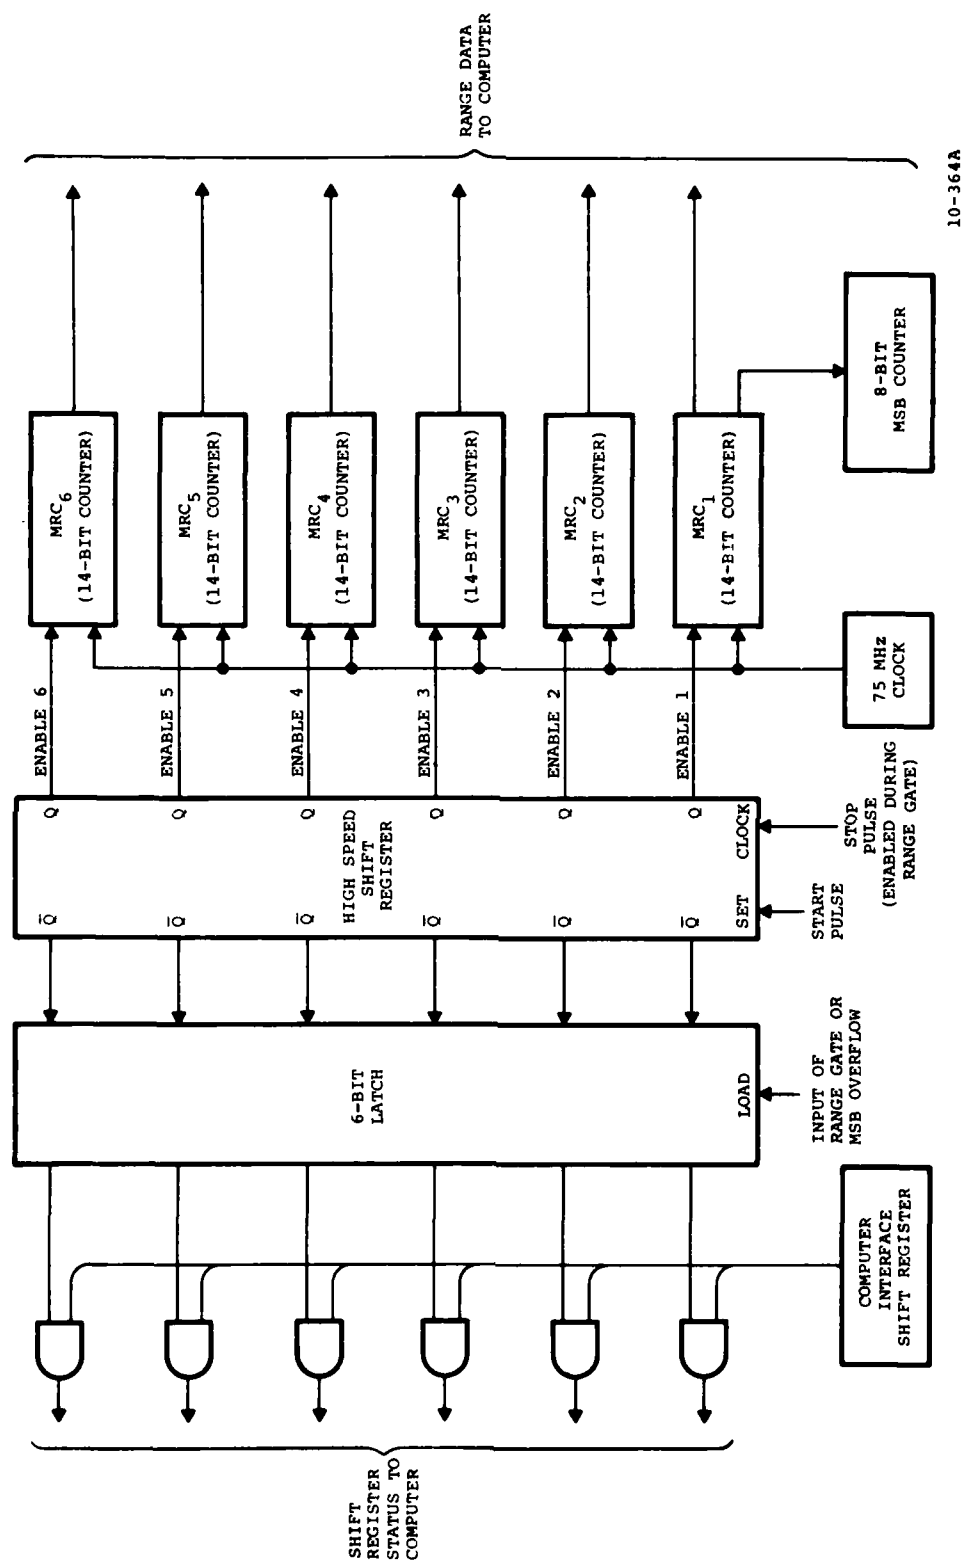 SHIFT
REGISTER
STATUS TO
COMPUTER
COMPUTER
INTERFACE
SHIFT REGISTER
6-BIT
LATCH
LOAD
INPUT OF
RANGE GATE OR
MSB OVERFLOW
Q̅
Q̅
Q̅
Q̅
Q̅
Q̅
HIGH SPEED
SHIFT
REGISTER
SET
CLOCK
START
PULSE
STOP
PULSE
(ENABLED DURING
RANGE GATE)
Q
Q
Q
Q
Q
Q
ENABLE 6
ENABLE 5
ENABLE 4
ENABLE 3
ENABLE 2
ENABLE 1
75 MHz
CLOCK
MRC6
(14-BIT COUNTER)
MRC5
(14-BIT COUNTER)
MRC4
(14-BIT COUNTER)
MRC3
(14-BIT COUNTER)
MRC2
(14-BIT COUNTER)
MRC1
(14-BIT COUNTER)
8-BIT
MSB COUNTER
RANGE DATA
TO COMPUTER
10-364A